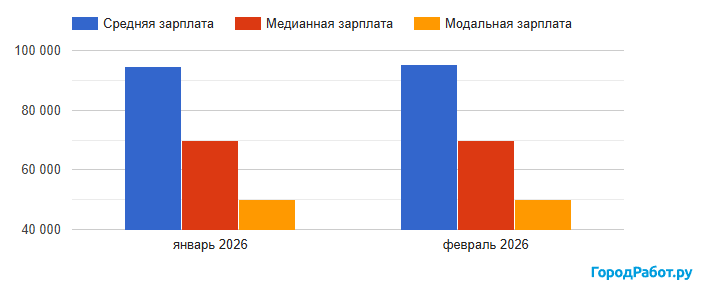 Средняя зарплата Медианная зарплата Модальная зарплата
100 000
80 000
60 000
40 000
январь 2026 февраль 2026
ГородРабот.ру